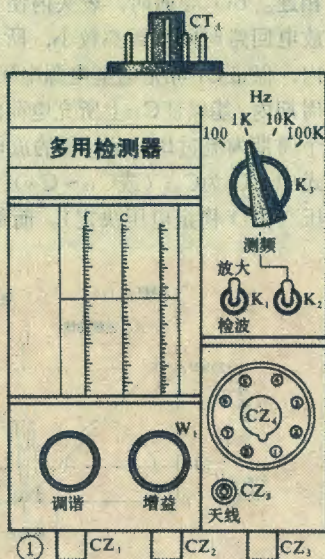 CT₄
Hz
1K 10K
100 100K
多用检测器
K₃
测频
放大
K₁ K₂
检波
C
CZ₄
W₁
调谐 增益
CZ₅
天线
① CZ₁ CZ₂ CZ₃